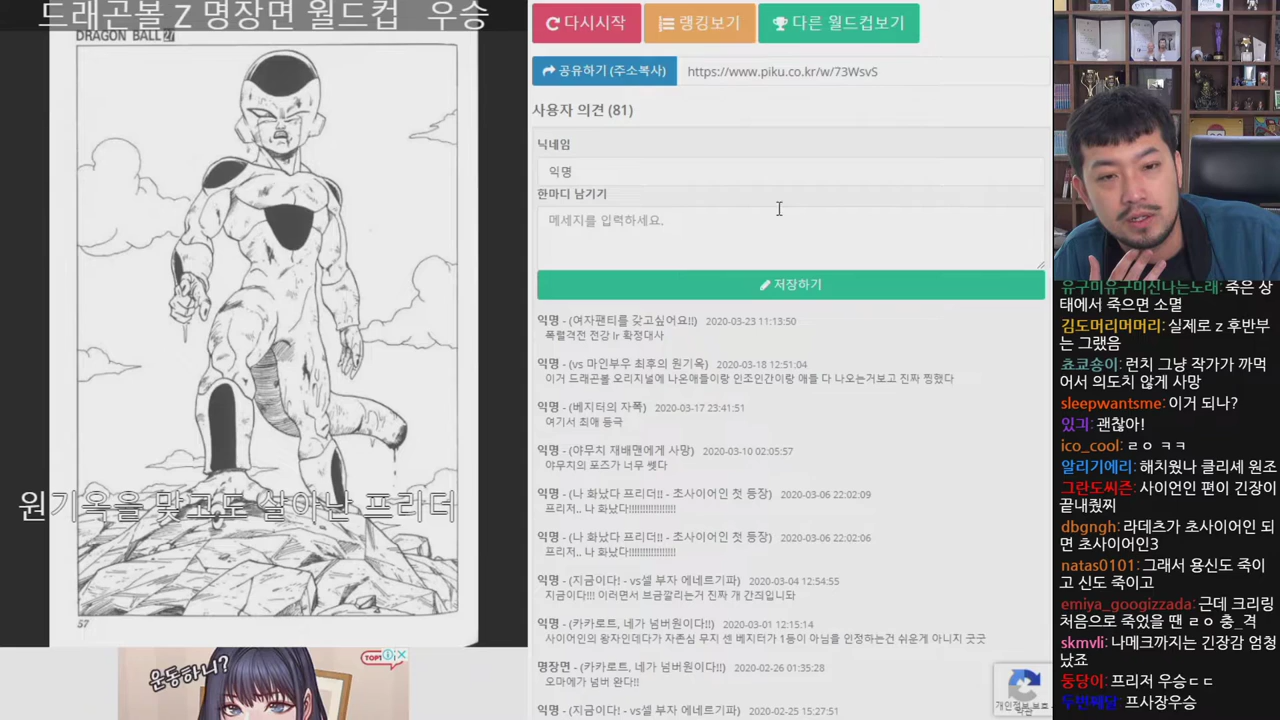 드래곤볼 Z 명장면 월드컵 우승
DRAGON BALL 27
원기옥을 맞고도 살아난 프리더
57
운동하니?
다시시작
랭킹보기
다른 월드컵보기
공유하기 (주소복사)
https://www.piku.co.kr/w/73WsvS
사용자 의견 (81)
닉네임
익명
한마디 남기기
메세지를 입력하세요.
저장하기
익명 - (여자팬티를 갖고싶어요!!) 2020-03-23 11:13:50
폭렬격전 전강 lr 확정대사
익명 - (vs 마인부우 최후의 원기옥) 2020-03-18 12:51:04
이거 드래곤볼 오리지널에 나온애들이랑 인조인간이랑 애들 다 나오는거보고 진짜 찡했다
익명 - (베지터의 자폭) 2020-03-17 23:41:51
여기서 최애 등극
익명 - (야무치 재배맨에게 사망) 2020-03-10 02:05:57
야무치의 포즈가 너무 쎗다
익명 - (나 화났다 프리더!! - 초사이어인 첫 등장) 2020-03-06 22:02:09
프리저.. 나 화났다!!!!!!!!!!!!!!!!!!
익명 - (나 화났다 프리더!! - 초사이어인 첫 등장) 2020-03-06 22:02:06
프리저.. 나 화났다!!!!!!!!!!!!!!!!!!
익명 - (지금이다! - vs셀 부자 에네르기파) 2020-03-04 12:54:55
지금이다!!! 이러면서 브금깔리는거 진짜 개 간죄입니돠
익명 - (카카로트, 네가 넘버원이다!!) 2020-03-01 12:15:14
사이어인의 왕자인데다가 자존심 무지 센 베지터가 1등이 아님을 인정하는건 쉬운게 아니지 긋긋
명장면 - (카카로트, 네가 넘버원이다!!) 2020-02-26 01:35:28
오마에가 넘버 완다!!
익명 - (지금이다! - vs셀 부자 에네르기파) 2020-02-25 15:27:51
유구미유구미신나는노래: 죽은 상
태에서 죽으면 소멸
김도머리머머리: 실제로 z 후반부
는 그랬음
쵸쿄숑이: 런치 그냥 작가가 까먹
어서 의도치 않게 사망
sleepwantsme: 이거 되나?
있긔: 괜찮아!
ico_cool: ㄹㅇ ㅋㅋ
알리기에리: 해치웠나 클리셰 원조
그란도씨즌: 사이언인 편이 긴장이
끝내줬찌
dbgngh: 라데츠가 초사이어인 되
면 초사이어인3
natas0101: 그래서 용신도 죽이
고 신도 죽이고
emiya_googizzada: 근데 크리링
처음으로 죽었을 땐 ㄹㅇ 충_격
skmvli: 나메크까지는 긴장감 엄청
났죠
둥당이: 프리저 우승ㄷㄷ
두번째담: 프사장우승